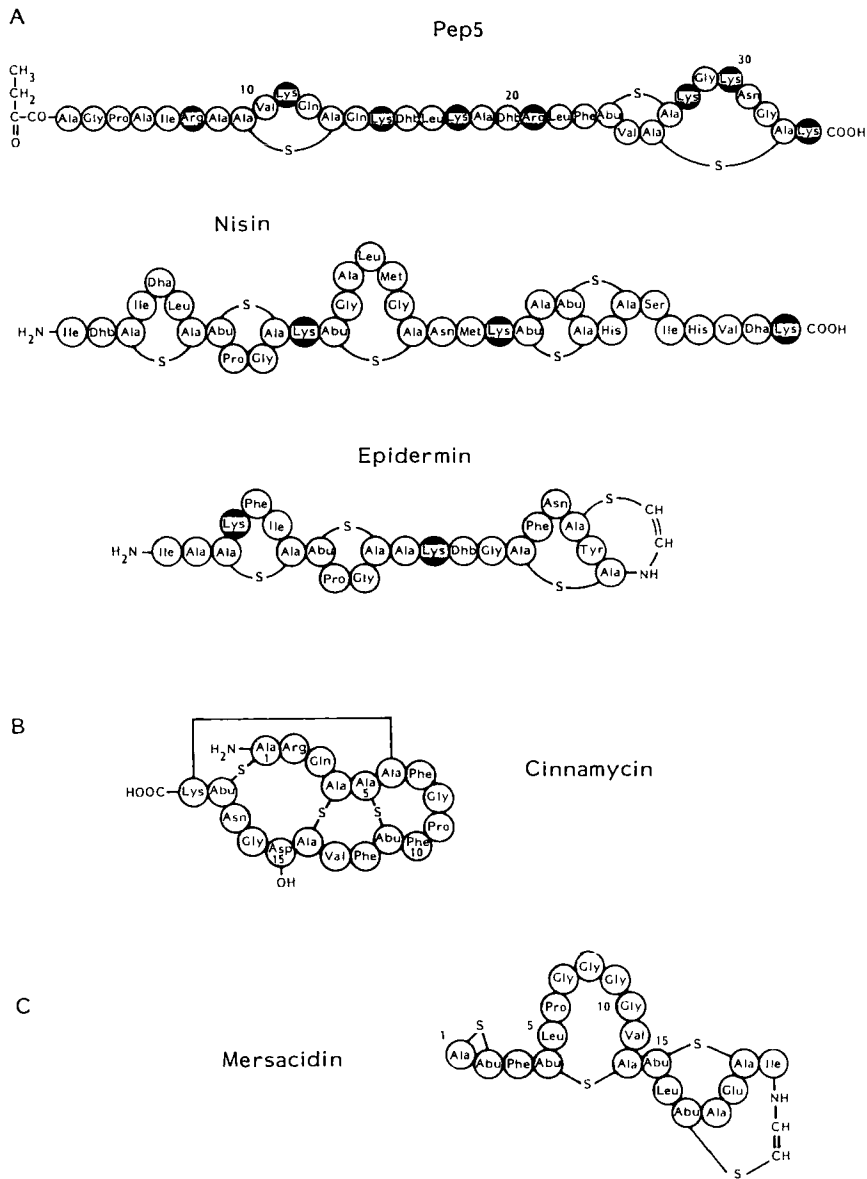 A
Pep5
CH3
CH2
C-CO-
O
Ala Gly Pro Ala Ile Arg Ala Ala Val Lys Gln Ala Gln Lys Dhb Leu Lys Ala Dhb Arg Leu Phe Abu Val Ala Ala Lys Gly Lys Asn Gly Ala Lys COOH
10
20
30
S
S
S
Nisin
H2N- Ile Dhb Ala Ile Dha Leu Ala Abu Pro Gly Ala Lys Abu Gly Ala Leu Met Gly Ala Asn Met Lys Abu Ala Abu Ala His Ala Ser Ile His Val Dha Lys COOH
S
S
S
S
S
Epidermin
H2N- Ile Ala Ala Lys Phe Ile Ala Abu Pro Gly Ala Ala Lys Dhb Gly Ala Phe Asn Ala Tyr Ala NH
S
S
S
S
CH
CH
B
Cinnamycin
H2N- Ala Arg Gln Ala Ala Ala Phe Gly Pro Phe Abu Phe Val Ala Asp Gly Asn Abu Lys
1
5
10
15
HOOC-
S
S
S
OH
C
Mersacidin
Ala Abu Phe Abu Leu Pro Gly Gly Gly Gly Val Ala Abu Leu Abu Ala Glu Ala Ile
1
5
10
15
S
S
S
S
NH
CH
CH